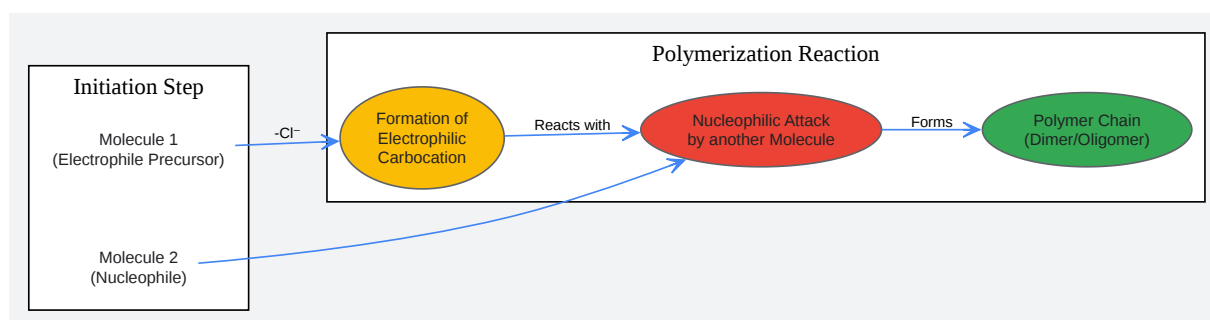 Polymerization Reaction
Initiation Step
Molecule 1
(Electrophile Precursor)
-Cl⁻
Formation of
Electrophilic
Carbocation
Reacts with
Nucleophilic Attack
by another Molecule
Forms
Polymer Chain
(Dimer/Oligomer)
Molecule 2
(Nucleophile)